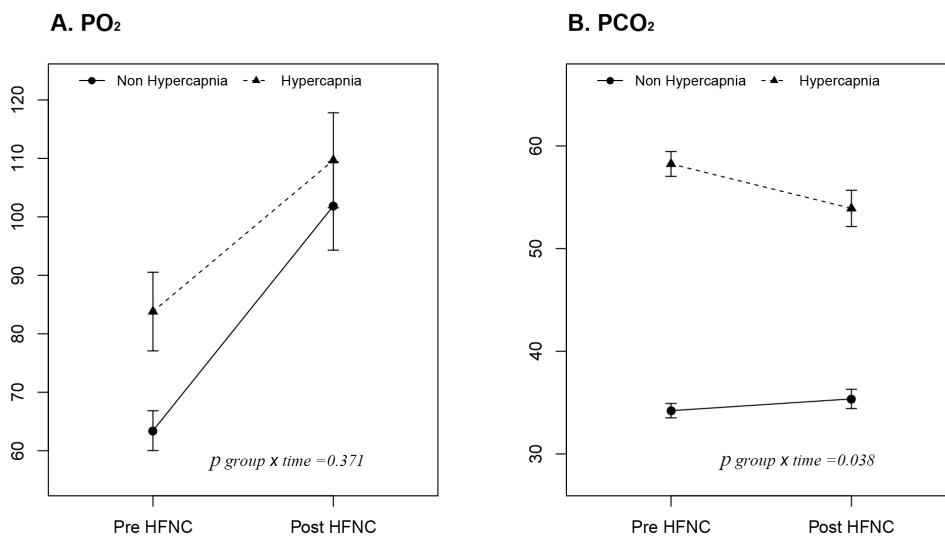 A. PO₂
Non Hypercapnia Hypercapnia
120
110
100
90
80
70
60
p group x time =0.371
Pre HFNC Post HFNC
B. PCO₂
Non Hypercapnia Hypercapnia
60
50
40
30
p group x time =0.038
Pre HFNC Post HFNC